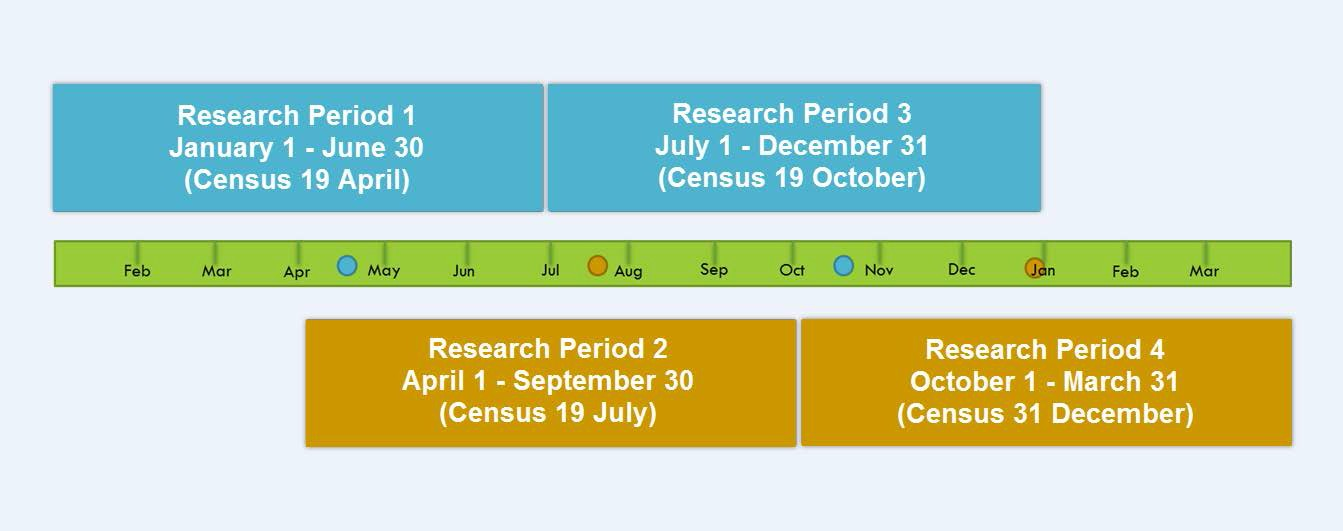 Research Period 1
January 1 - June 30
(Census 19 April)
Research Period 3
July 1 - December 31
(Census 19 October)
Feb Mar Apr May Jun Jul Aug Sep Oct Nov Dec Jan Feb Mar
Research Period 2
April 1 - September 30
(Census 19 July)
Research Period 4
October 1 - March 31
(Census 31 December)